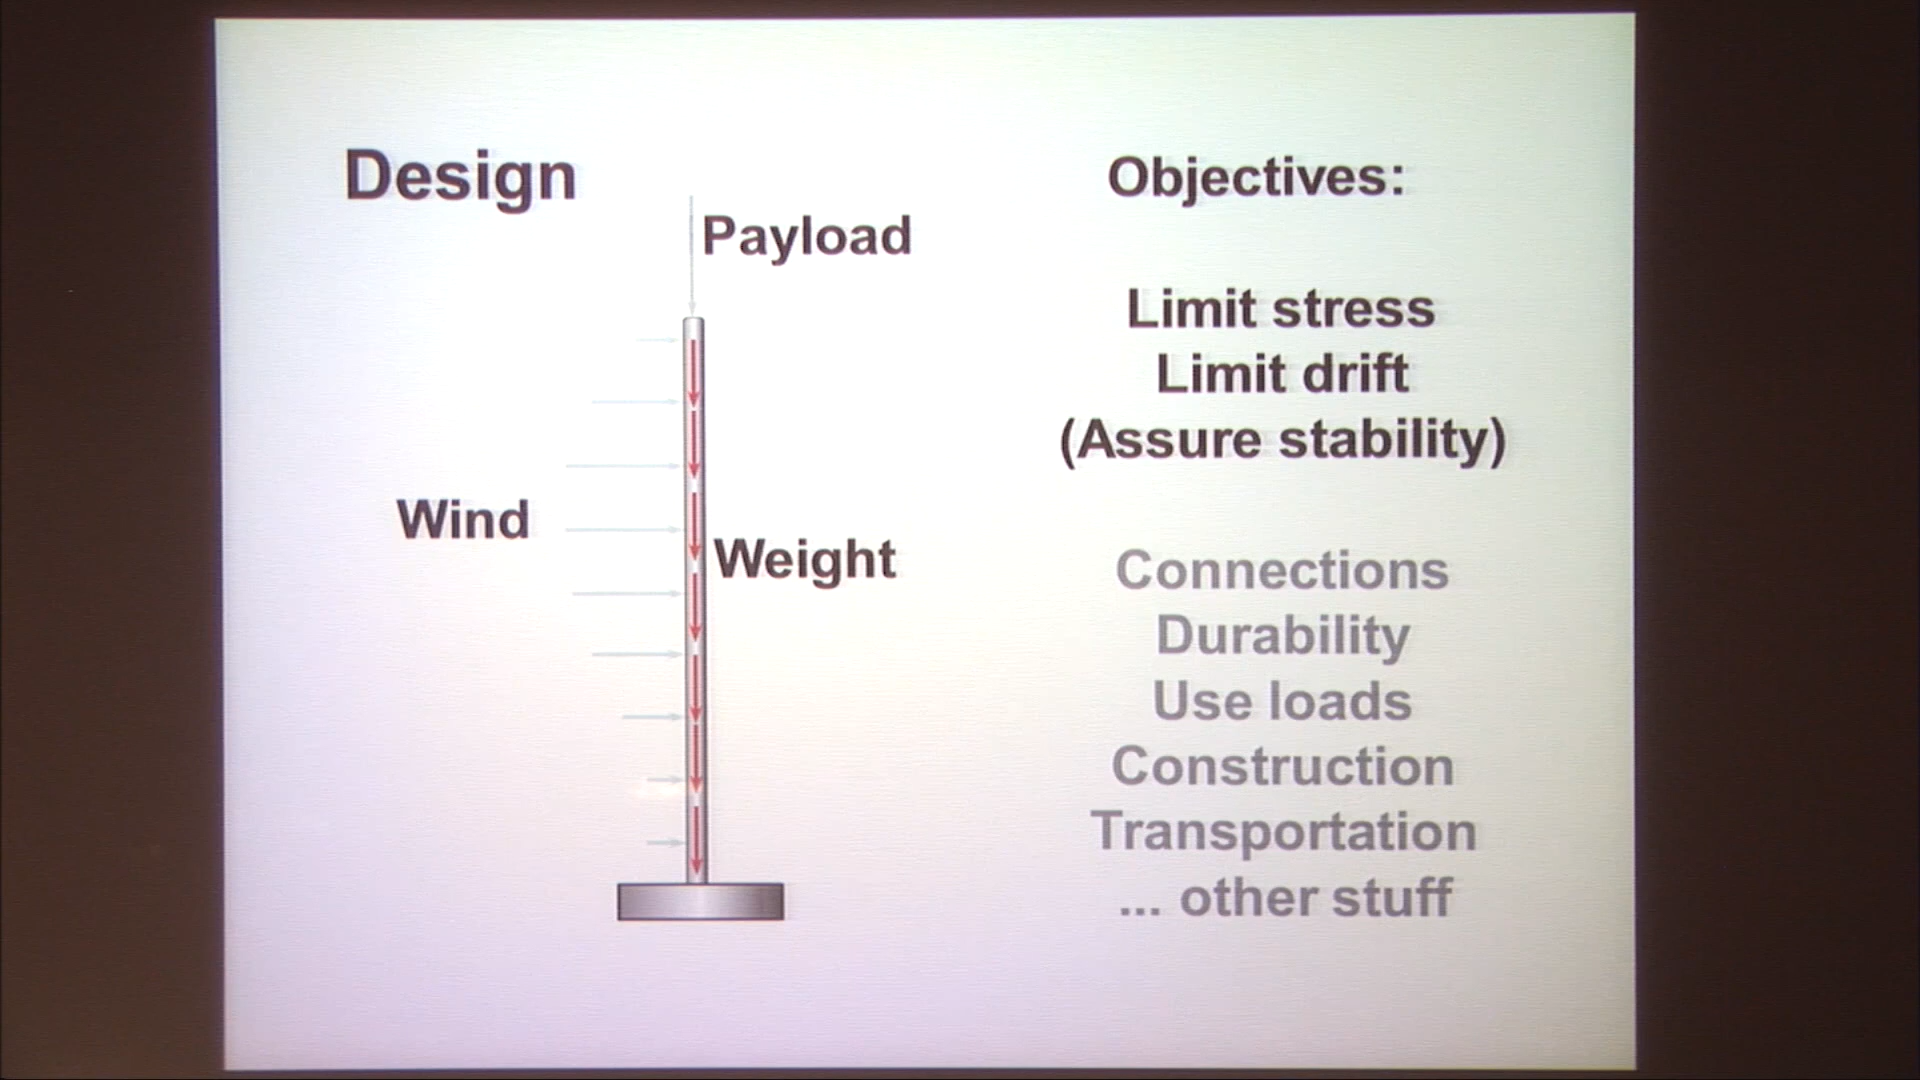 Design
Payload
Wind
Weight
Objectives:
Limit stress
Limit drift
(Assure stability)
Connections
Durability
Use loads
Construction
Transportation
... other stuff